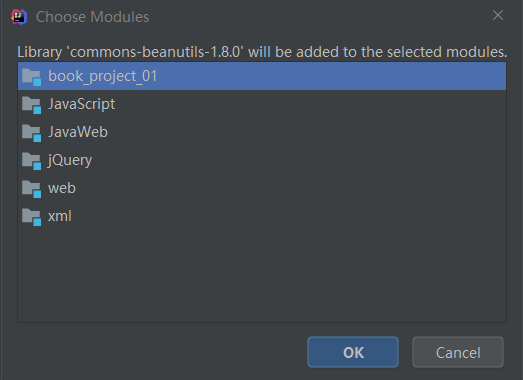 Choose Modules
Library 'commons-beanutils-1.8.0' will be added to the selected modules.
book_project_01
JavaScript
JavaWeb
jQuery
web
xml
OK Cancel